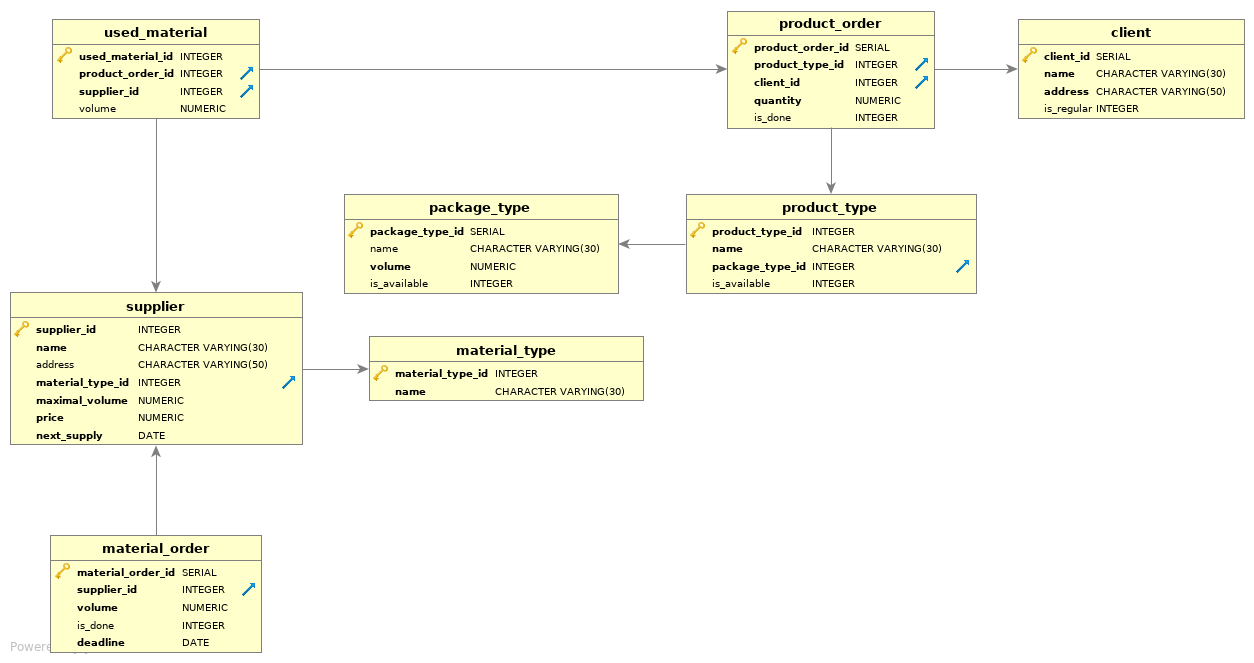 used_material
used_material_id INTEGER
product_order_id INTEGER
supplier_id INTEGER
volume NUMERIC
product_order
product_order_id SERIAL
product_type_id INTEGER
client_id INTEGER
quantity NUMERIC
is_done INTEGER
client
client_id SERIAL
name CHARACTER VARYING(30)
address CHARACTER VARYING(50)
is_regular INTEGER
package_type
package_type_id SERIAL
name CHARACTER VARYING(30)
volume NUMERIC
is_available INTEGER
product_type
product_type_id INTEGER
name CHARACTER VARYING(30)
package_type_id INTEGER
is_available INTEGER
supplier
supplier_id INTEGER
name CHARACTER VARYING(30)
address CHARACTER VARYING(50)
material_type_id INTEGER
maximal_volume NUMERIC
price NUMERIC
next_supply DATE
material_type
material_type_id INTEGER
name CHARACTER VARYING(30)
material_order
material_order_id SERIAL
supplier_id INTEGER
volume NUMERIC
is_done INTEGER
deadline DATE